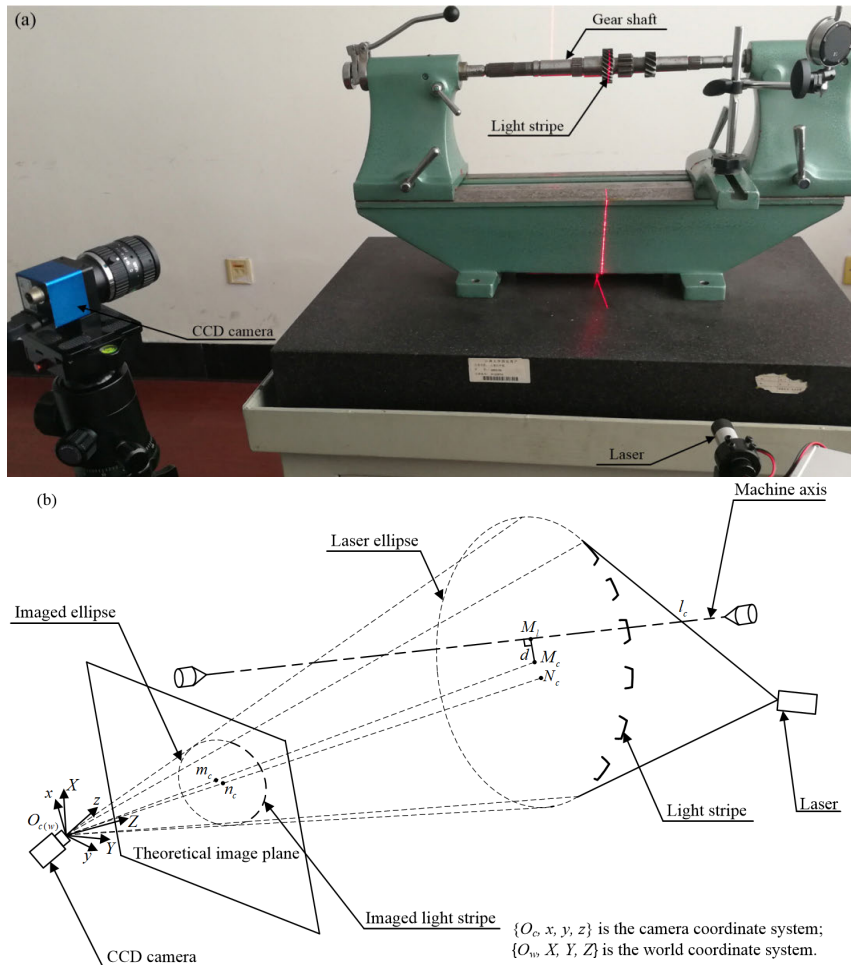 (a)
Gear shaft
Light stripe
CCD camera
Laser
(b)
Machine axis
Laser ellipse
Imaged ellipse
l_c
M_l
d
M_c
N_c
m_c
n_c
x
X
z
Z
O_c(w)
y
Y
Theoretical image plane
Light stripe
Laser
Imaged light stripe
CCD camera
{O_c, x, y, z} is the camera coordinate system;
{O_w, X, Y, Z} is the world coordinate system.